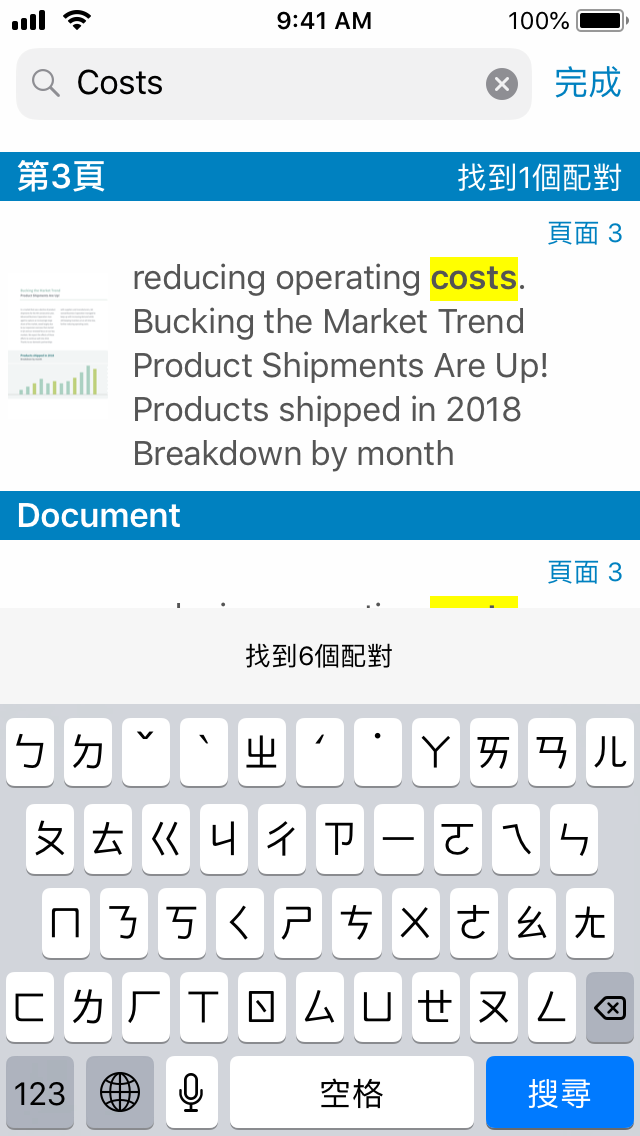 9:41 AM
100%
Costs
完成
第3頁
找到1個配對
頁面 3
reducing operating costs.
Bucking the Market Trend
Product Shipments Are Up!
Products shipped in 2018
Breakdown by month
Document
頁面 3
找到6個配對
ㄅ ㄉ ˇ ˋ ㄓ ˊ ˙ ㄚ ㄞ ㄢ ㄦ
ㄆ ㄊ ㄍ ㄐ ㄔ ㄗ ㄧ ㄛ ㄟ ㄣ
ㄇ ㄋ ㄎ ㄑ ㄕ ㄘ ㄨ ㄜ ㄠ ㄤ
ㄈ ㄌ ㄏ ㄒ ㄖ ㄙ ㄩ ㄝ ㄡ ㄥ
123 空格 搜尋